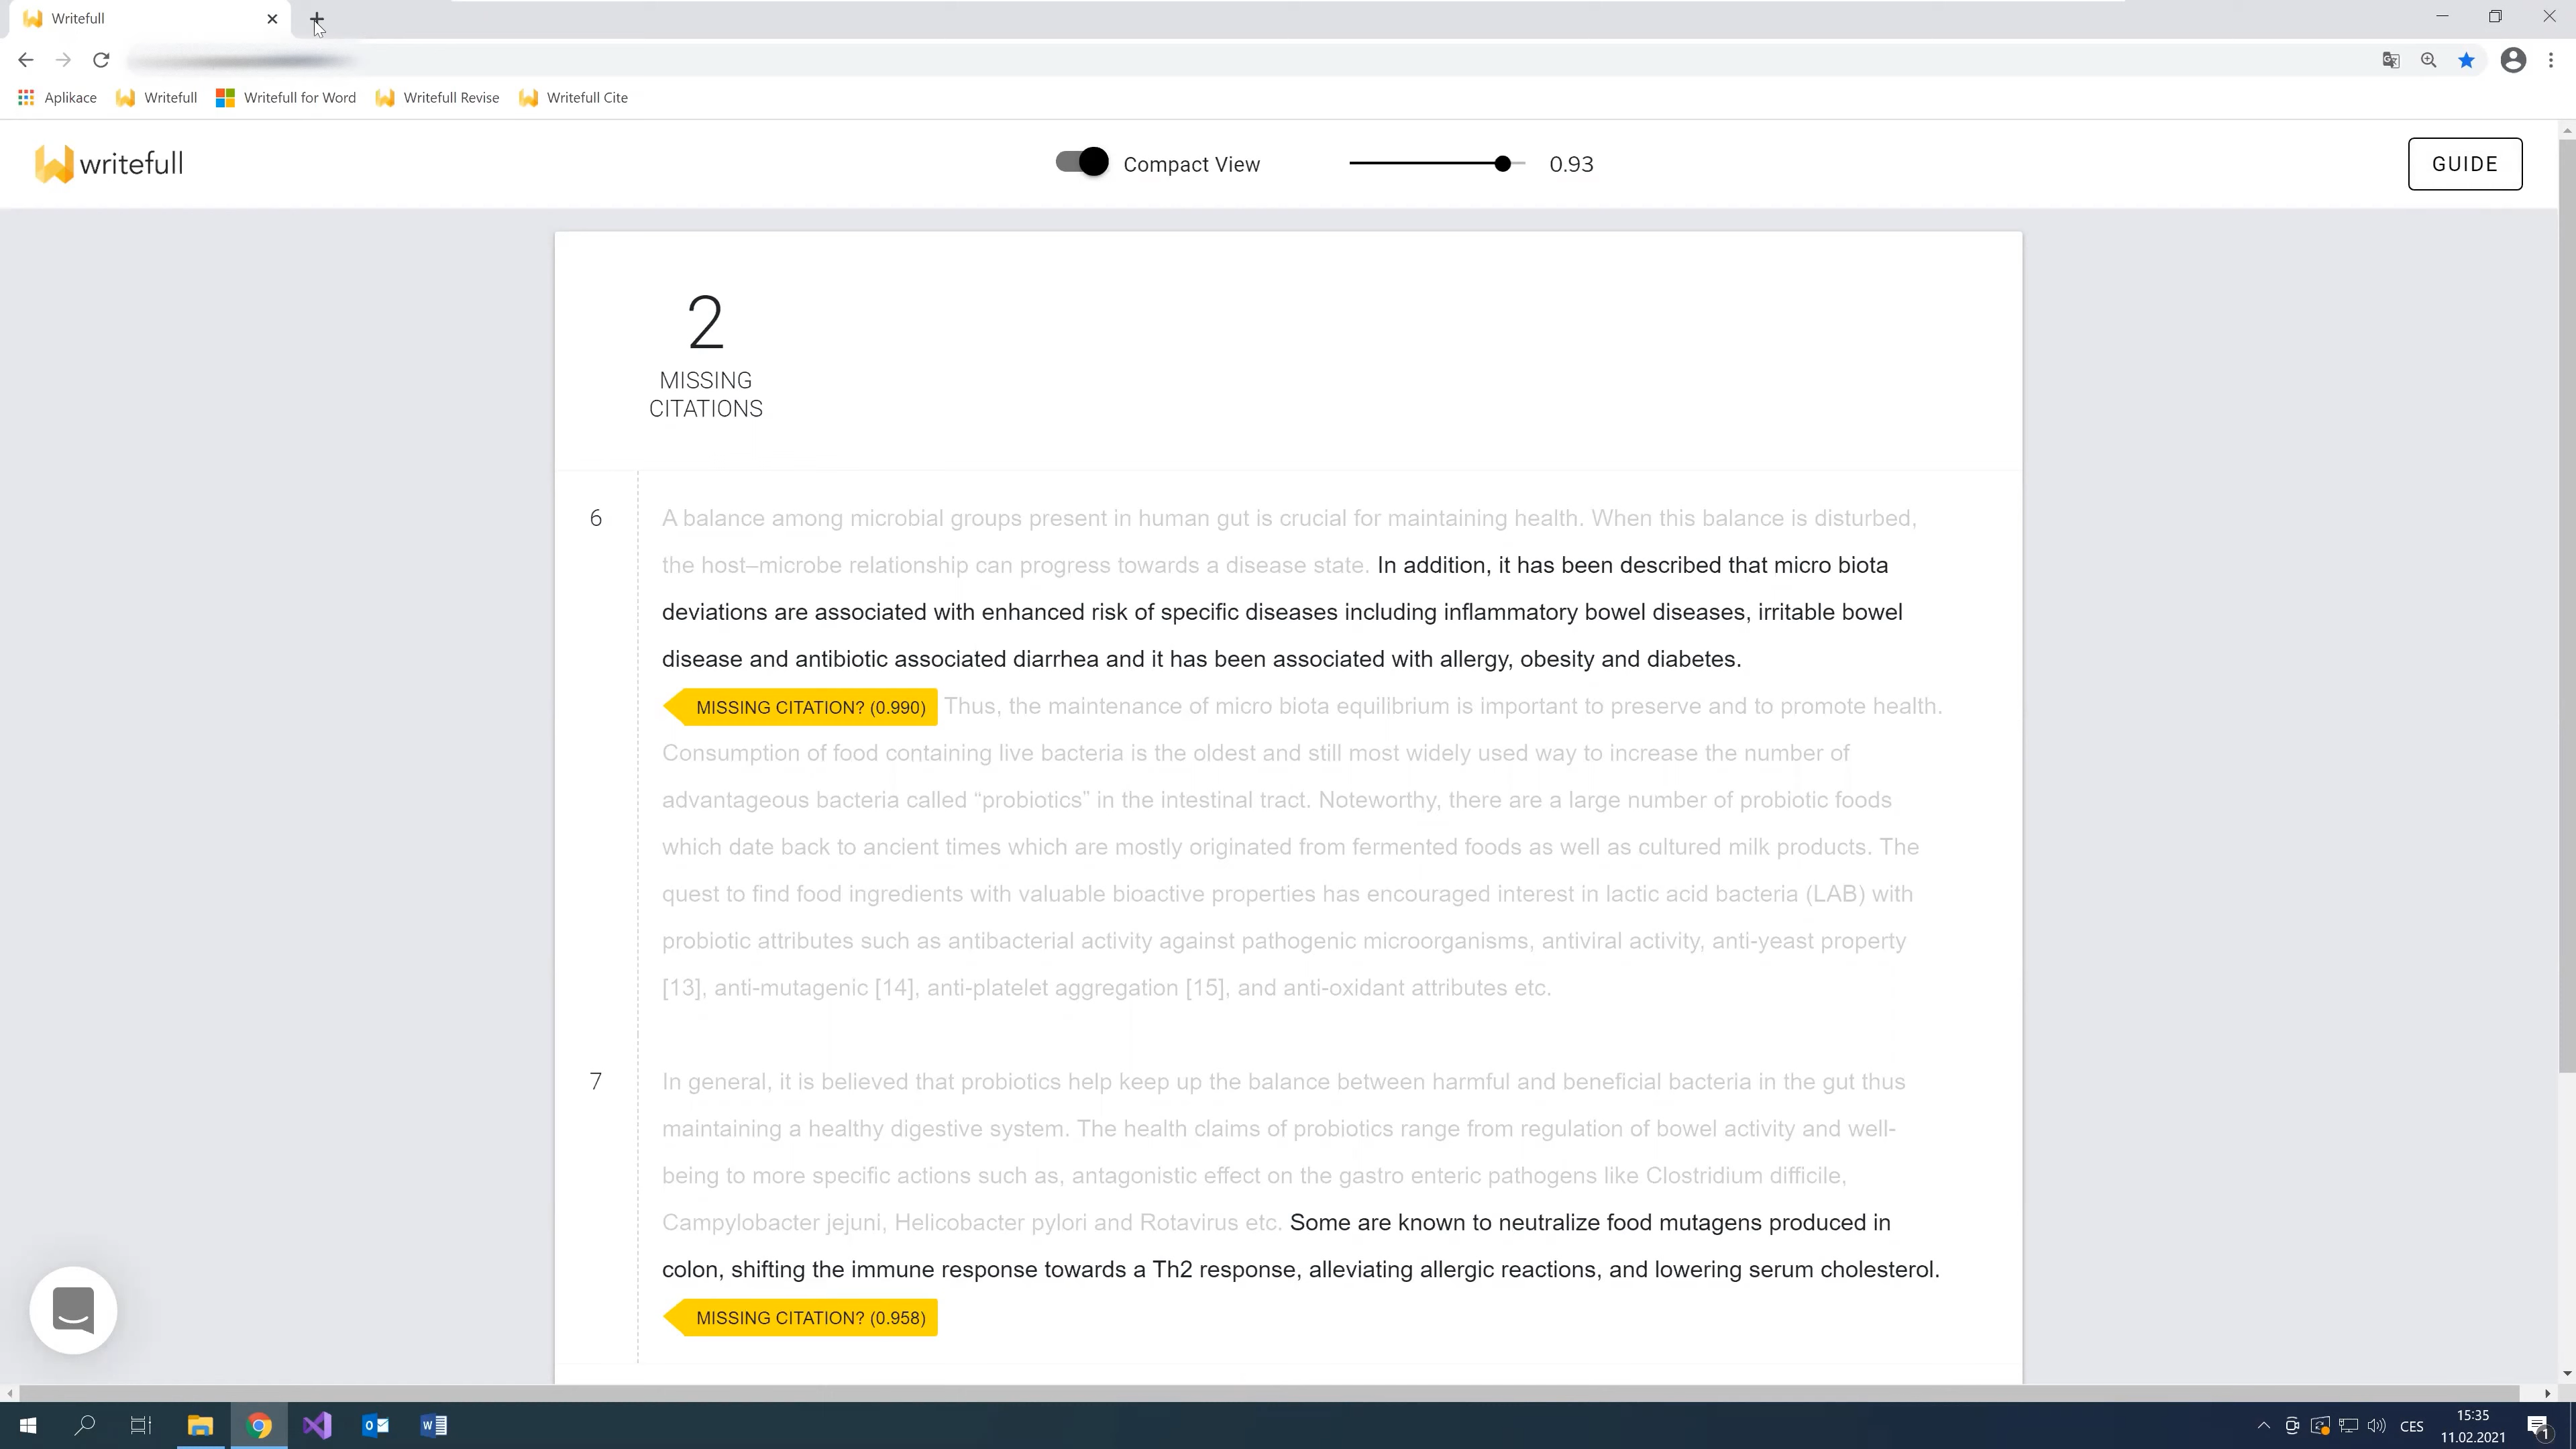 Writefull
Aplikace Writefull Writefull for Word Writefull Revise Writefull Cite
writefull Compact View 0.93 GUIDE
2
MISSING
CITATIONS
6 A balance among microbial groups present in human gut is crucial for maintaining health. When this balance is disturbed,
the host–microbe relationship can progress towards a disease state. In addition, it has been described that micro biota
deviations are associated with enhanced risk of specific diseases including inflammatory bowel diseases, irritable bowel
disease and antibiotic associated diarrhea and it has been associated with allergy, obesity and diabetes.
MISSING CITATION? (0.990) Thus, the maintenance of micro biota equilibrium is important to preserve and to promote health.
Consumption of food containing live bacteria is the oldest and still most widely used way to increase the number of
advantageous bacteria called “probiotics” in the intestinal tract. Noteworthy, there are a large number of probiotic foods
which date back to ancient times which are mostly originated from fermented foods as well as cultured milk products. The
quest to find food ingredients with valuable bioactive properties has encouraged interest in lactic acid bacteria (LAB) with
probiotic attributes such as antibacterial activity against pathogenic microorganisms, antiviral activity, anti-yeast property
[13], anti-mutagenic [14], anti-platelet aggregation [15], and anti-oxidant attributes etc.
7 In general, it is believed that probiotics help keep up the balance between harmful and beneficial bacteria in the gut thus
maintaining a healthy digestive system. The health claims of probiotics range from regulation of bowel activity and well-
being to more specific actions such as, antagonistic effect on the gastro enteric pathogens like Clostridium difficile,
Campylobacter jejuni, Helicobacter pylori and Rotavirus etc. Some are known to neutralize food mutagens produced in
colon, shifting the immune response towards a Th2 response, alleviating allergic reactions, and lowering serum cholesterol.
MISSING CITATION? (0.958)
CES 15:35
11.02.2021 1